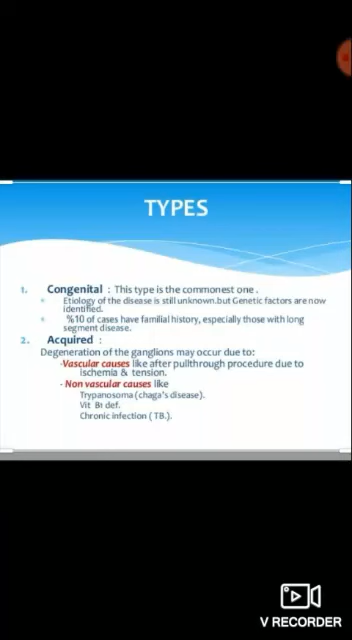 TYPES
1. Congenital : This type is the commonest one .
Etiology of the disease is still unknown.but Genetic factors are now
identified.
%10 of cases have familial history, especially those with long
segment disease.
2. Acquired :
Degeneration of the ganglions may occur due to:
-Vascular causes like after pullthrough procedure due to
ischemia & tension.
- Non vascular causes like
Trypanosoma (chaga's disease).
Vit B1 def.
Chronic infection ( TB.).
V RECORDER